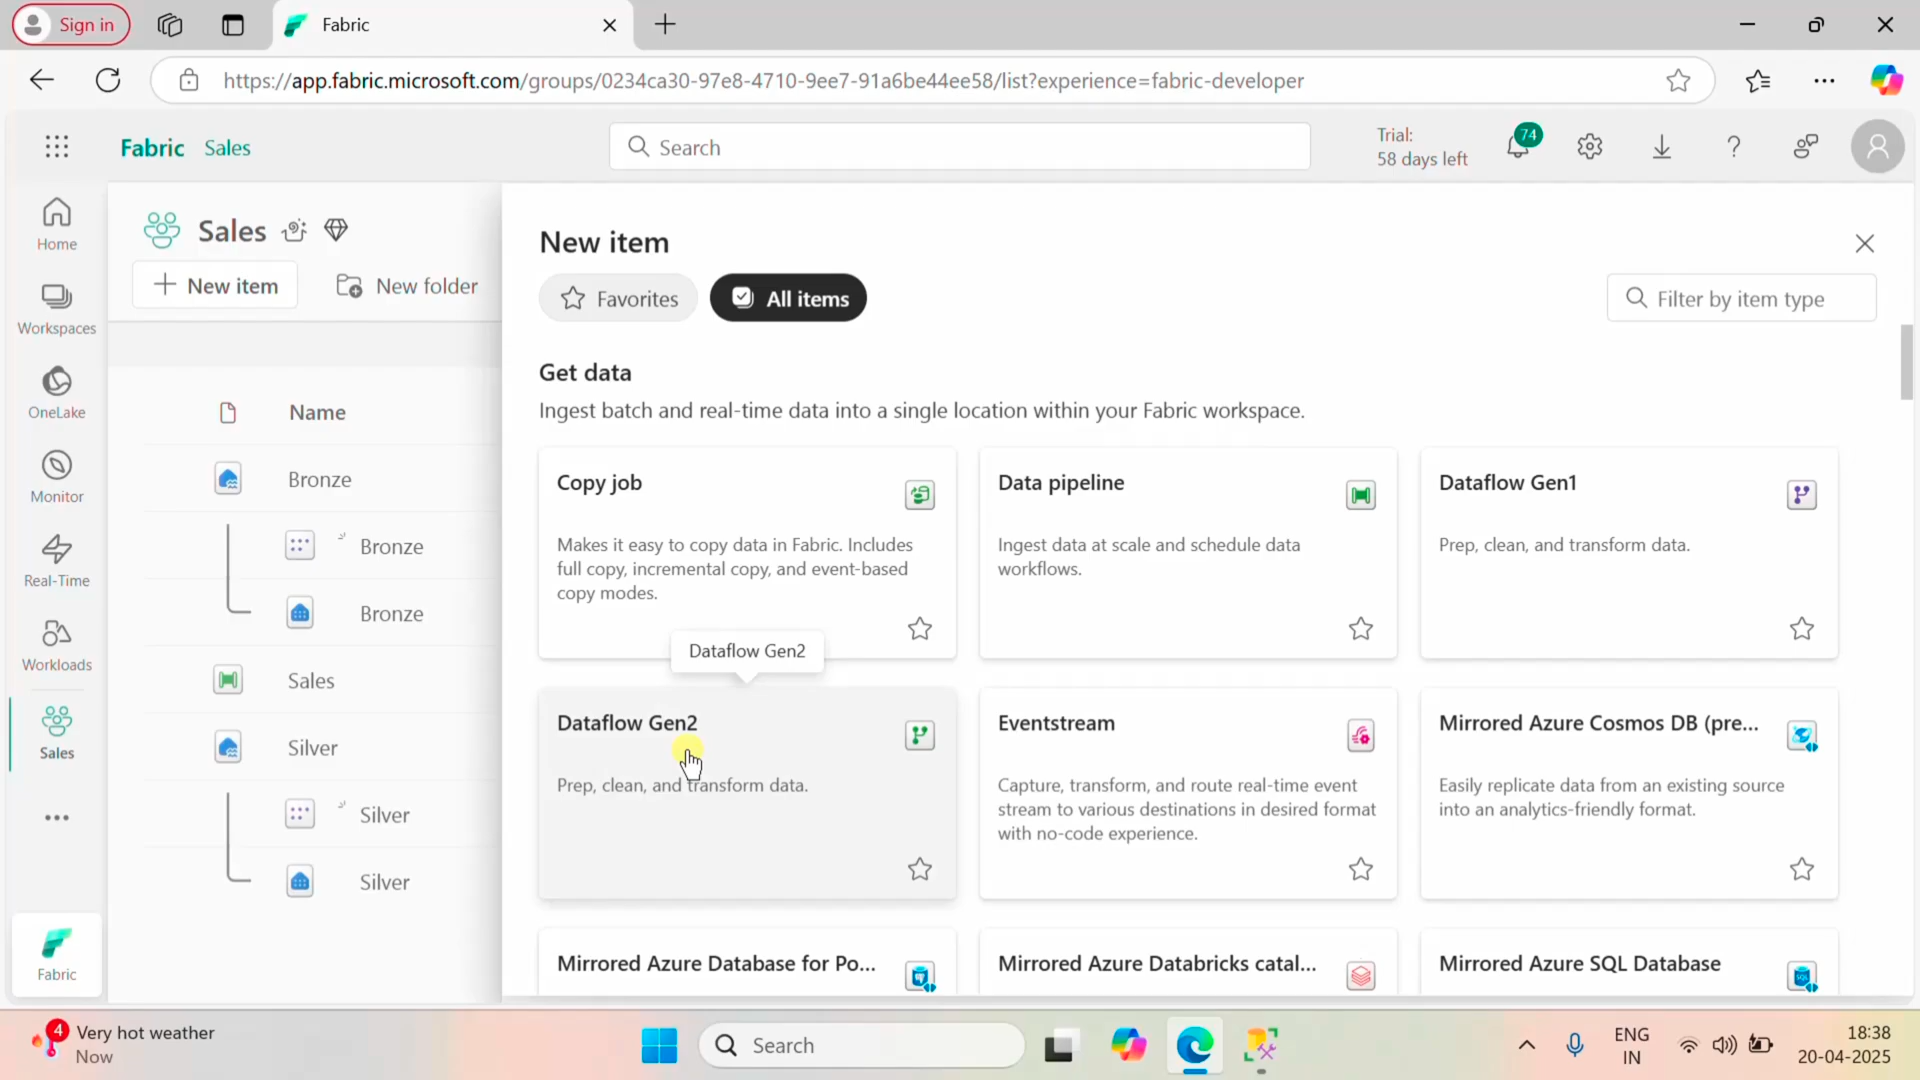 Sign in
Fabric
https://app.fabric.microsoft.com/groups/0234ca30-97e8-4710-9ee7-91a6be44ee58/list?experience=fabric-developer
Fabric
Sales
Search
Trial:
58 days left
74
Home
Workspaces
OneLake
Monitor
Real-Time
Workloads
Sales
Fabric
Sales
New item
New folder
Name
Bronze
Bronze
Bronze
Sales
Silver
Silver
Silver
New item
Favorites
All items
Filter by item type
Get data
Ingest batch and real-time data into a single location within your Fabric workspace.
Copy job
Makes it easy to copy data in Fabric. Includes
full copy, incremental copy, and event-based
copy modes.
Data pipeline
Ingest data at scale and schedule data
workflows.
Dataflow Gen1
Prep, clean, and transform data.
Dataflow Gen2
Dataflow Gen2
Prep, clean, and transform data.
Eventstream
Capture, transform, and route real-time event
stream to various destinations in desired format
with no-code experience.
Mirrored Azure Cosmos DB (pre...
Easily replicate data from an existing source
into an analytics-friendly format.
Mirrored Azure Database for Po...
Mirrored Azure Databricks catal...
Mirrored Azure SQL Database
4
Very hot weather
Now
Search
ENG
IN
18:38
20-04-2025